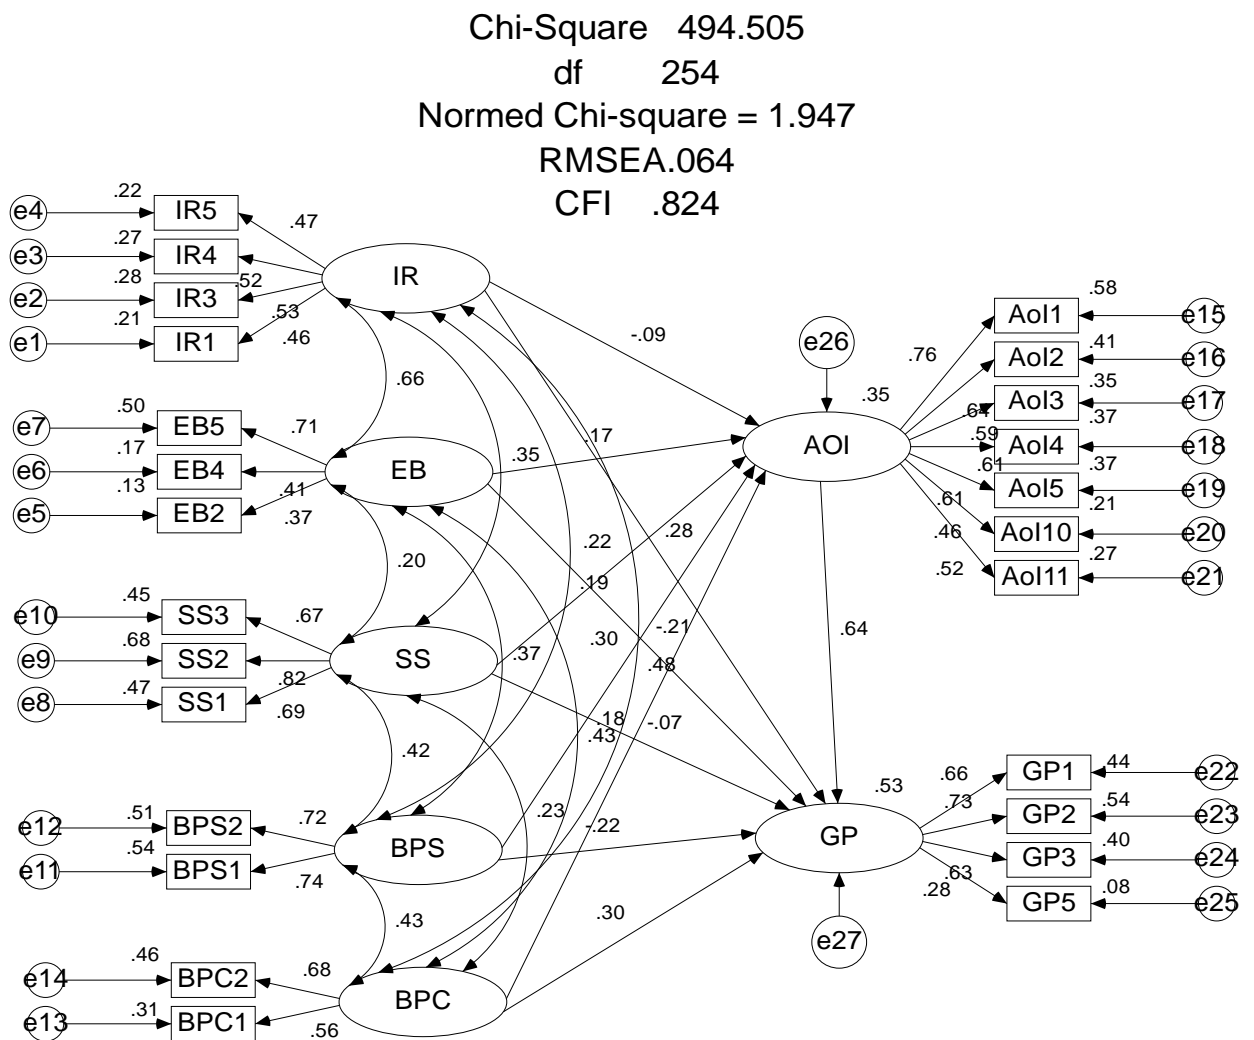 Chi-Square 494.505
df 254
Normed Chi-square = 1.947
RMSEA.064
CFI .824
e4 .22 IR5 .47
e3 .27 IR4 .52
e2 .28 IR3 .53
e1 .21 IR1 .46
IR
e7 .50 EB5 .71
e6 .17 EB4 .41
e5 .13 EB2 .37
EB
e10 .45 SS3 .67
e9 .68 SS2 .82
e8 .47 SS1 .69
SS
e12 .51 BPS2 .72
e11 .54 BPS1 .74
BPS
e14 .46 BPC2 .68
e13 .31 BPC1 .56
BPC
.66
.20
.42
.43
.22
.37
.30
.48
.43
.23
-.09
.17
.35
.28
.19
-.21
.18
-.07
-.22
.30
.64
e26
.35
AOI
.76 AoI1 .58 e15
.64 AoI2 .41 e16
.59 AoI3 .35 e17
.61 AoI4 .37 e18
.61 AoI5 .37 e19
.46 AoI10 .21 e20
.52 AoI11 .27 e21
.53
GP
e27
.66 GP1 .44 e22
.73 GP2 .54 e23
.63 GP3 .40 e24
.28 GP5 .08 e25